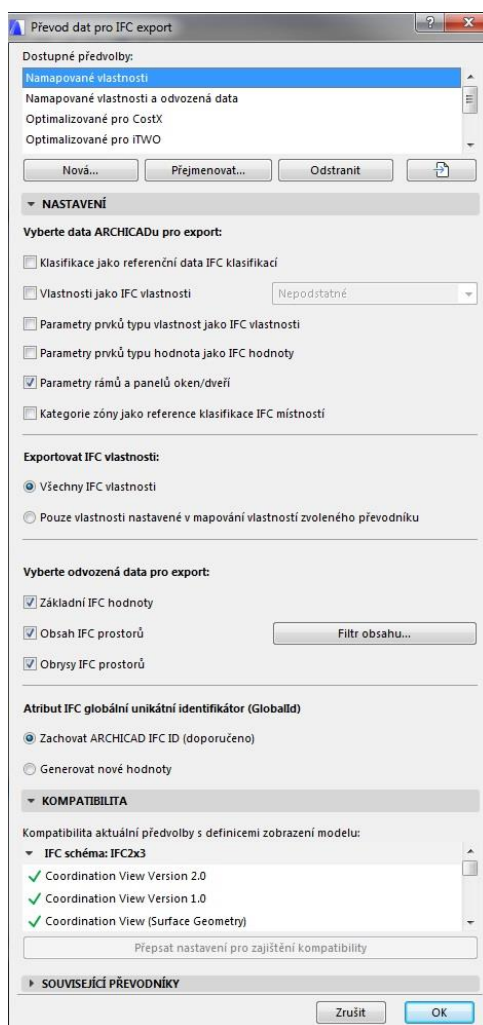 Převod dat pro IFC export
Dostupné předvolby:
Namapované vlastnosti
Namapované vlastnosti a odvozená data
Optimalizované pro CostX
Optimalizované pro iTWO
Nová... Přejmenovat... Odstranit
NASTAVENÍ
Vyberte data ARCHICADu pro export:
Klasifikace jako referenční data IFC klasifikací
Vlastnosti jako IFC vlastnosti Nepodstatné
Parametry prvků typu vlastnost jako IFC vlastnosti
Parametry prvků typu hodnota jako IFC hodnoty
Parametry rámů a panelů oken/dveří
Kategorie zóny jako reference klasifikace IFC místností
Exportovat IFC vlastnosti:
Všechny IFC vlastnosti
Pouze vlastnosti nastavené v mapování vlastností zvoleného převodníku
Vyberte odvozená data pro export:
Základní IFC hodnoty
Obsah IFC prostorů Filtr obsahu...
Obrysy IFC prostorů
Atribut IFC globální unikátní identifikátor (GlobalId)
Zachovat ARCHICAD IFC ID (doporučeno)
Generovat nové hodnoty
KOMPATIBILITA
Kompatibilita aktuální předvolby s definicemi zobrazení modelu:
IFC schéma: IFC2x3
Coordination View Version 2.0
Coordination View Version 1.0
Coordination View (Surface Geometry)
Přepsat nastavení pro zajištění kompatibility
SOUVISEJÍCÍ PŘEVODNÍKY
Zrušit OK